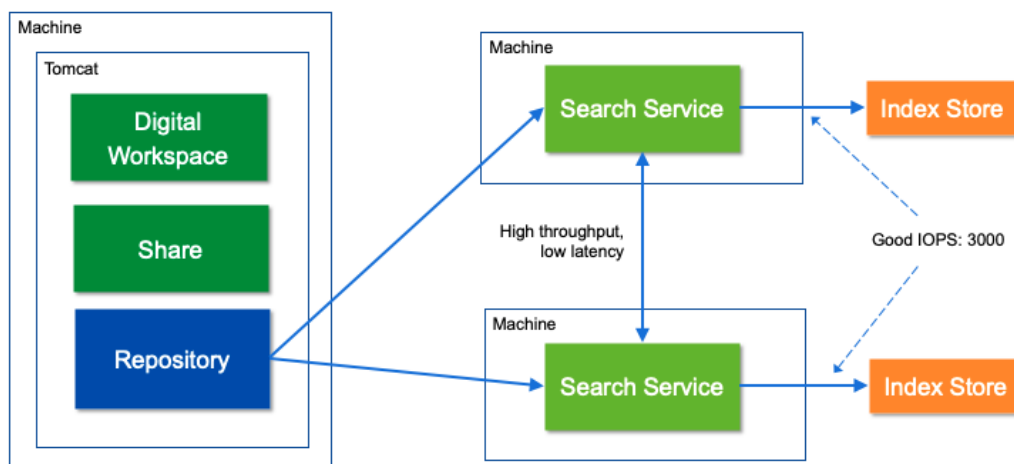 Machine
Tomcat
Digital
Workspace
Share
Repository
Machine
Search Service
Index Store
High throughput,
low latency
Good IOPS: 3000
Machine
Search Service
Index Store